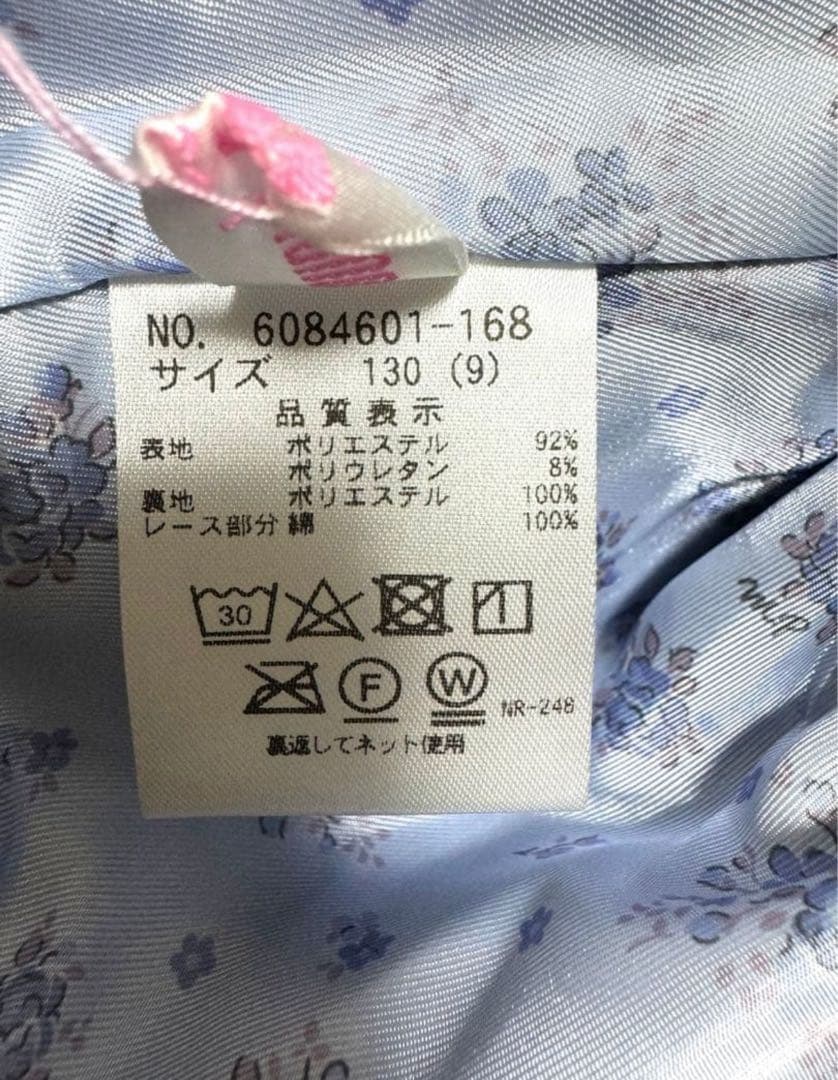 NO. 6084601-168
サイズ 130 (9)
品質表示
表地 ポリエステル 92%
ポリウレタン 8%
裏地 ポリエステル 100%
レース部分 綿 100%
30
F
W
NR-248
裏返してネット使用